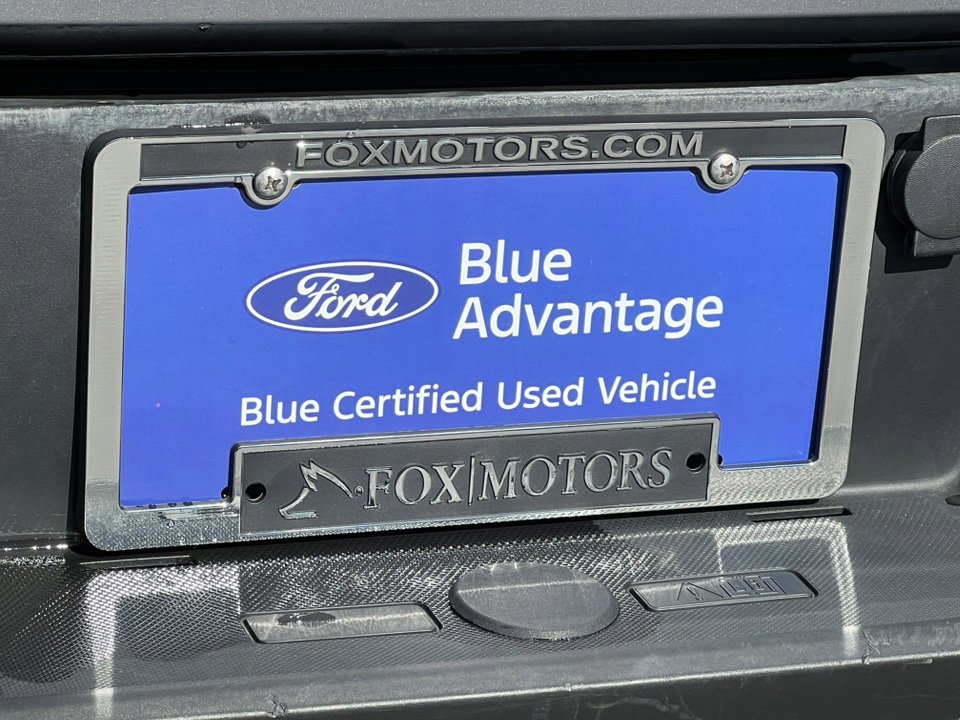 FOXMOTORS.COM
Ford
Blue
Advantage
Blue Certified Used Vehicle
FOX|MOTORS